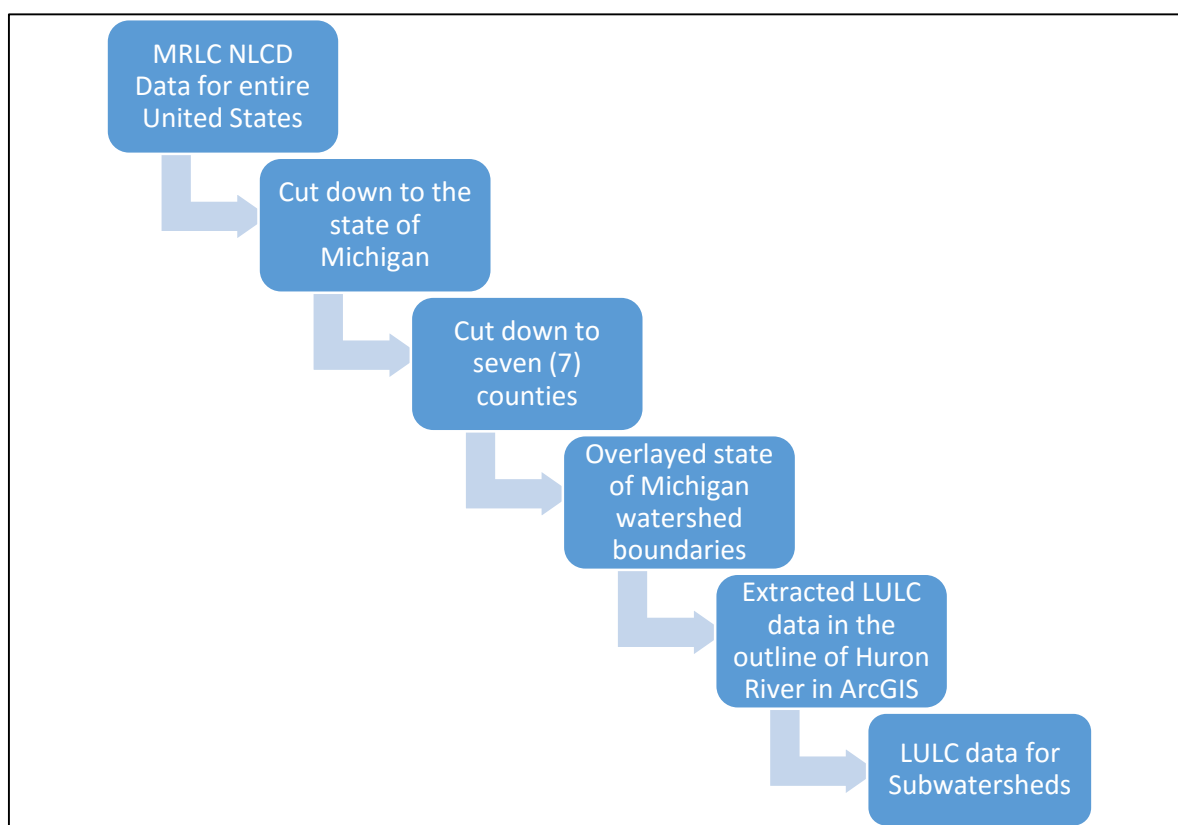 MRLC NLCD
Data for entire
United States
Cut down to the
state of
Michigan
Cut down to
seven (7)
counties
Overlayed state
of Michigan
watershed
boundaries
Extracted LULC
data in the
outline of Huron
River in ArcGIS
LULC data for
Subwatersheds